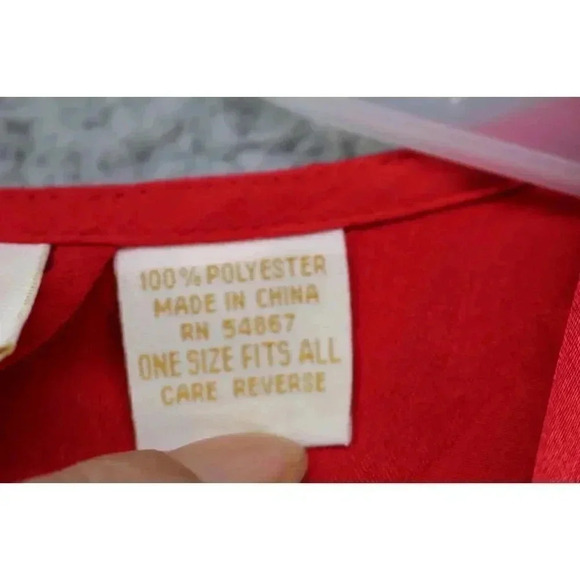 100% POLYESTER
MADE IN CHINA
RN 54867
ONE SIZE FITS ALL
CARE REVERSE